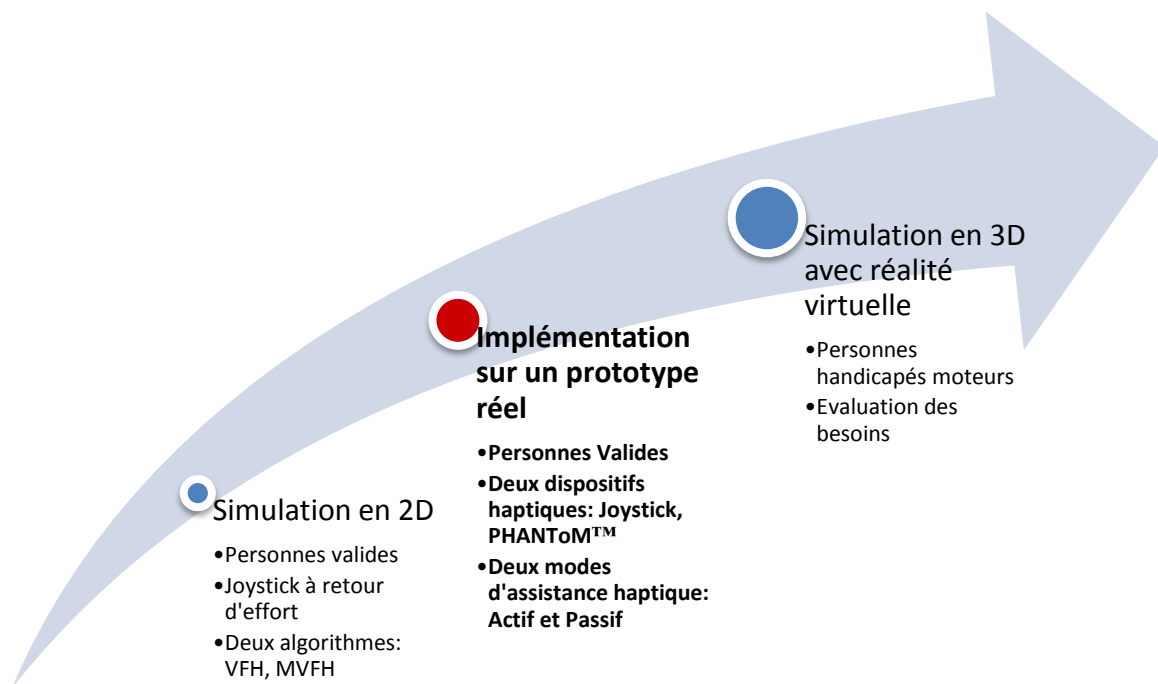 Simulation en 2D
•Personnes valides
•Joystick à retour
d'effort
•Deux algorithmes:
VFH, MVFH
Implémentation
sur un prototype
réel
•Personnes Valides
•Deux dispositifs
haptiques: Joystick,
PHANToM™
•Deux modes
d'assistance haptique:
Actif et Passif
Simulation en 3D
avec réalité
virtuelle
•Personnes
handicapés moteurs
•Evaluation des
besoins